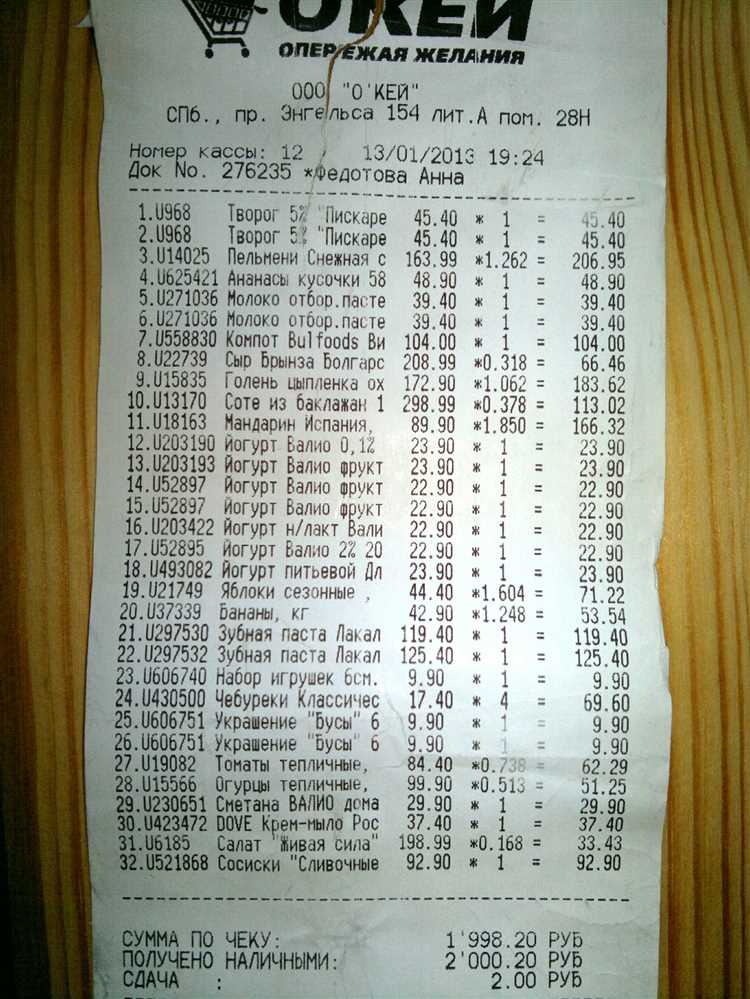 О'КЕЙ
ОПЕРЕЖАЯ ЖЕЛАНИЯ
ООО "О'КЕЙ"
СПб., пр. Энгельса 154 лит.А пом. 28Н
Номер кассы: 12 , 13/01/2013 19:24
Док No. 276235 *Федотова Анна
1.U968 Творог 5% "Пискаре 45.40 * 1 = 45.40
2.U968 Творог 5% "Пискаре 45.40 * 1 = 45.40
3.U14025 Пельмени Снежная с 163.99 *1.262 = 206.95
4.U625421 Ананасы кусочки 58 48.90 * 1 = 48.90
5.U271036 Молоко отбор.пасте 39.40 * 1 = 39.40
6.U271036 Молоко отбор.пасте 39.40 * 1 = 39.40
7.U558830 Компот Bulfoods Ви 104.00 * 1 = 104.00
8.U22739 Сыр Брынза Болгарс 208.99 *0.318 = 66.46
9.U15835 Голень цыпленка ох 172.90 *1.062 = 183.62
10.U13170 Соте из баклажан 1 298.99 *0.378 = 113.02
11.U18163 Мандарин Испания, 89.90 *1.850 = 166.32
12.U203190 Йогурт Валио 0,1% 23.90 * 1 = 23.90
13.U203193 Йогурт Валио фрукт 23.90 * 1 = 23.90
14.U52897 Йогурт Валио фрукт 22.90 * 1 = 22.90
15.U52897 Йогурт Валио фрукт 22.90 * 1 = 22.90
16.U203422 Йогурт н/лакт Вали 22.90 * 1 = 22.90
17.U52895 Йогурт Валио 2% 20 22.90 * 1 = 22.90
18.U493082 Йогурт питьевой Дл 23.90 * 1 = 23.90
19.U21749 Яблоки сезонные , 44.40 *1.604 = 71.22
20.U37339 Бананы, кг 42.90 *1.248 = 53.54
21.U297530 Зубная паста Лакал 119.40 * 1 = 119.40
22.U297532 Зубная паста Лакал 125.40 * 1 = 125.40
23.U606740 Набор игрушек 6см. 9.90 * 1 = 9.90
24.U430500 Чебуреки Классичес 17.40 * 4 = 69.60
25.U606751 Украшение "Бусы" 6 9.90 * 1 = 9.90
26.U606751 Украшение "Бусы" 6 9.90 * 1 = 9.90
27.U19082 Томаты тепличные, 84.40 *0.738 = 62.29
28.U15566 Огурцы тепличные, 99.90 *0.513 = 51.25
29.U230651 Сметана ВАЛИО дома 29.90 * 1 = 29.90
30.U423472 DOVE Крем-мыло Рос 37.40 * 1 = 37.40
31.U6185 Салат "Живая сила" 198.99 *0.168 = 33.43
32.U521868 Сосиски "Сливочные 92.90 * 1 = 92.90
СУММА ПО ЧЕКУ: 1'998.20 РУБ
ПОЛУЧЕНО НАЛИЧНЫМИ: 2'000.20 РУБ
СДАЧА : 2.00 РУБ